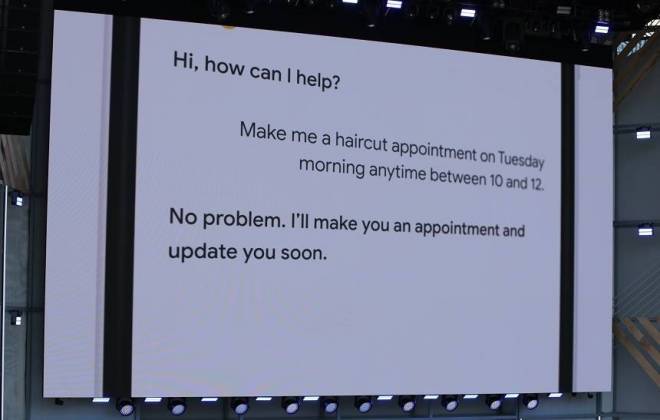 Hi, how can I help?
Make me a haircut appointment on Tuesday
morning anytime between 10 and 12.
No problem. I'll make you an appointment and
update you soon.